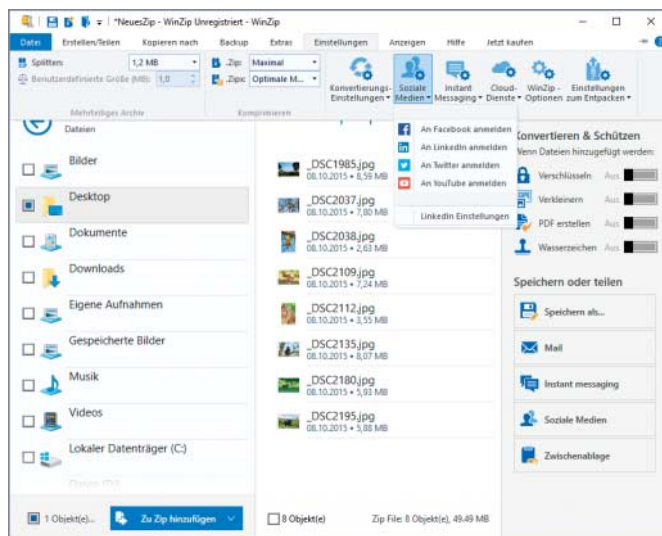 *NeuesZip - WinZip Unregistriert - WinZip
Datei Erstellen/Teilen Kopieren nach Backup Extras Einstellungen Anzeigen Hilfe Jetzt kaufen
Splitten: 1,2 MB .Zip: Maximal
Benutzerdefinierte Größe (MB): 1,0 .Zipx: Optimale M...
Konvertierungs-Einstellungen
Soziale Medien
Instant Messaging
Cloud-Dienste
WinZip-Optionen
Einstellungen zum Entpacken
Mehrteiliges Archiv Komprimieren
An Facebook anmelden
An LinkedIn anmelden
An Twitter anmelden
An YouTube anmelden
LinkedIn Einstellungen
Dateien
Bilder
Desktop
Dokumente
Downloads
Eigene Aufnahmen
Gespeicherte Bilder
Musik
Videos
Lokaler Datenträger (C:)
1 Objekt(e)... Zu Zip hinzufügen
_DSC1985.jpg
08.10.2015 • 8,59 MB
_DSC2037.jpg
08.10.2015 • 7,80 MB
_DSC2038.jpg
08.10.2015 • 2,63 MB
_DSC2109.jpg
08.10.2015 • 7,24 MB
_DSC2112.jpg
08.10.2015 • 3,55 MB
_DSC2135.jpg
08.10.2015 • 8,07 MB
_DSC2180.jpg
08.10.2015 • 5,93 MB
_DSC2195.jpg
08.10.2015 • 5,88 MB
8 Objekt(e) Zip File: 8 Objekt(e), 49.49 MB
Konvertieren & Schützen
Wenn Dateien hinzugefügt werden:
Verschlüsseln Aus
Verkleinern Aus
PDF erstellen Aus
Wasserzeichen Aus
Speichern oder teilen
Speichern als...
Mail
Instant messaging
Soziale Medien
Zwischenablage